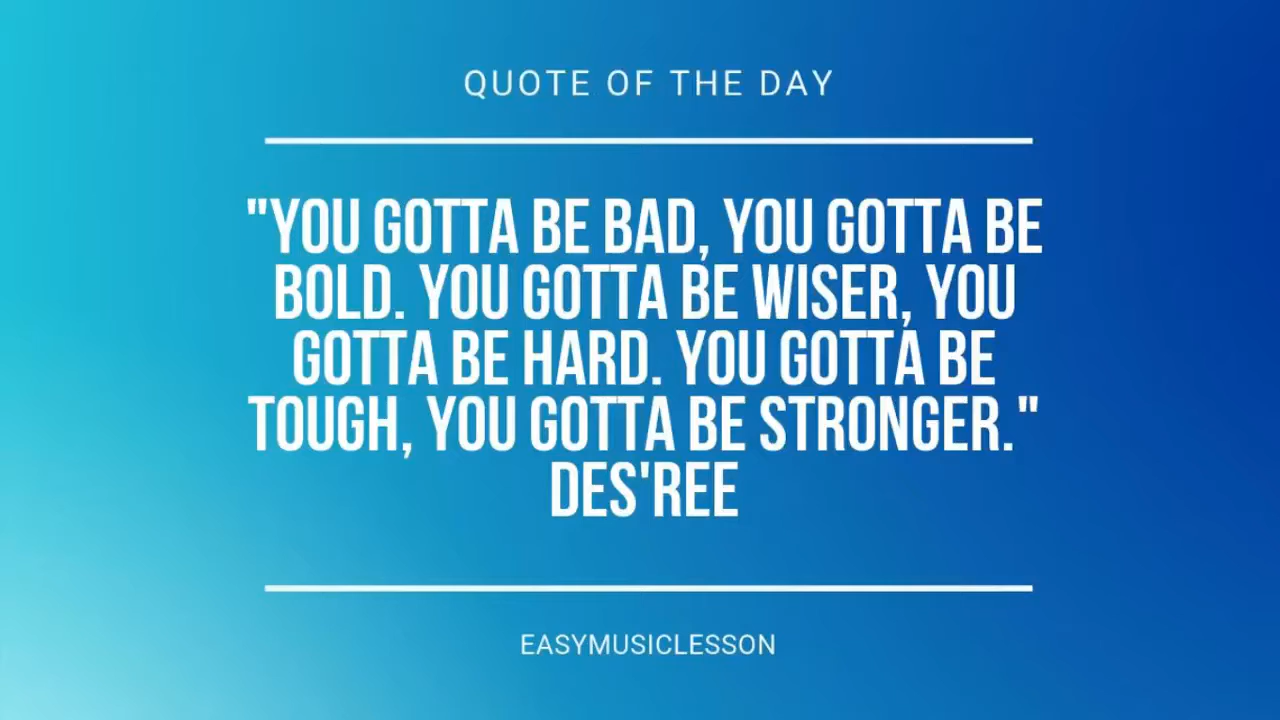 QUOTE OF THE DAY
"YOU GOTTA BE BAD, YOU GOTTA BE
BOLD. YOU GOTTA BE WISER, YOU
GOTTA BE HARD. YOU GOTTA BE
TOUGH, YOU GOTTA BE STRONGER."
DES'REE
EASYMUSICLESSON